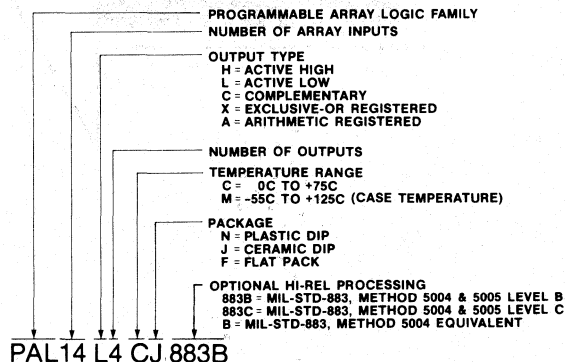 PROGRAMMABLE ARRAY LOGIC FAMILY
NUMBER OF ARRAY INPUTS
OUTPUT TYPE
H = ACTIVE HIGH
L = ACTIVE LOW
C = COMPLEMENTARY
X = EXCLUSIVE-OR REGISTERED
A = ARITHMETIC REGISTERED
NUMBER OF OUTPUTS
TEMPERATURE RANGE
C = 0C TO +75C
M = -55C TO +125C (CASE TEMPERATURE)
PACKAGE
N = PLASTIC DIP
J = CERAMIC DIP
F = FLAT PACK
OPTIONAL HI-REL PROCESSING
883B = MIL-STD-883, METHOD 5004 & 5005 LEVEL B
883C = MIL-STD-883, METHOD 5004 & 5005 LEVEL C
B = MIL-STD-883, METHOD 5004 EQUIVALENT
PAL14 L4 CJ 883B